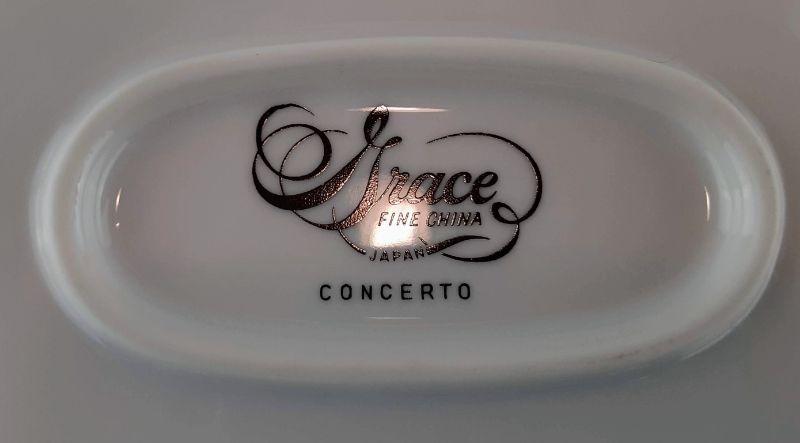 Grace
FINE CHINA
JAPAN
CONCERTO